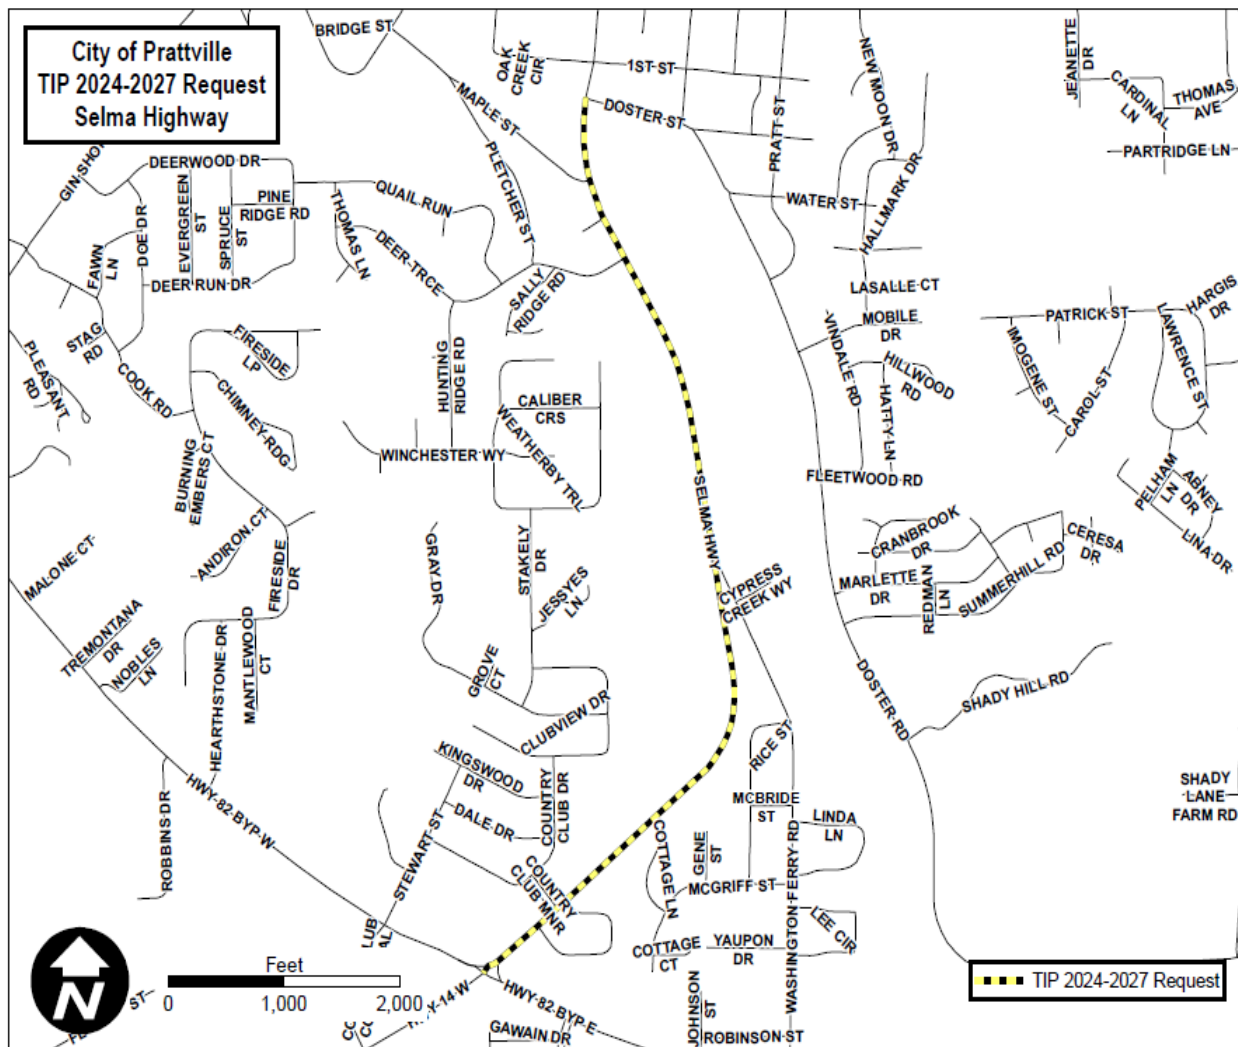 City of Prattville
TIP 2024-2027 Request
Selma Highway
BRIDGE ST
OAK
CREEK
CIR
1ST ST
NEW MOON DR
JEANETTE
DR
CARDINAL
LN
THOMAS
AVE
PARTRIDGE LN
MAPLE ST
DOSTER ST
PRATT ST
PLETCHER ST
DEERWOOD DR
EVERGREEN
ST
SPRUCE
ST
PINE
RIDGE RD
QUAIL RUN
THOMAS LN
DEER TRCE
WATER ST
HALLMARK DR
FAWN
LN
DOE DR
DEER RUN DR
SALLY
RIDGE RD
LASALLE CT
MOBILE
DR
VINDALE RD
HILLWOOD
RD
HATTY LN
PATRICK ST
HARGIS
DR
LAWRENCE ST
IMOGENE ST
CAROL ST
STAG
RD
PLEASANT
RD
COOK RD
FIRESIDE
LP
CHIMNEY RDG
HUNTING
RIDGE RD
CALIBER
CRS
WEATHERBY TRL
WINCHESTER WY
BURNING
EMBERS CT
SELMA HWY
FLEETWOOD RD
PELHAM
LN
ABNEY
DR
LINA DR
MALONE CT
ANDIRON CT
FIRESIDE
DR
GRAY DR
STAKELY
DR
JESSYES
LN
CYPRESS
CREEK WY
CRANBROOK
DR
MARLETTE
DR
REDMAN
LN
SUMMERHILL RD
CERESA
DR
TREMONTANA
DR
NOBLES
LN
HEARTHSTONE DR
MANTLEWOOD
CT
GROVE
CT
CLUBVIEW DR
DOSTER RD
SHADY HILL RD
RICE ST
KINGSWOOD
DR
COUNTRY
CLUB DR
DALE DR
STEWART ST
ROBBINS DR
HWY 82 BYP W
MCBRIDE
ST
LINDA
LN
SHADY
LANE
FARM RD
COTTAGE LN
GENE
ST
MCGRIFF ST
WASHINGTON FERRY RD
COUNTRY
CLUB MNR
LEE CIR
COTTAGE
CT
YAUPON
DR
N
Feet
0 1,000 2,000
HWY 82 BYP E
GAWAIN DR
JOHNSON
ST
ROBINSON ST
TIP 2024-2027 Request